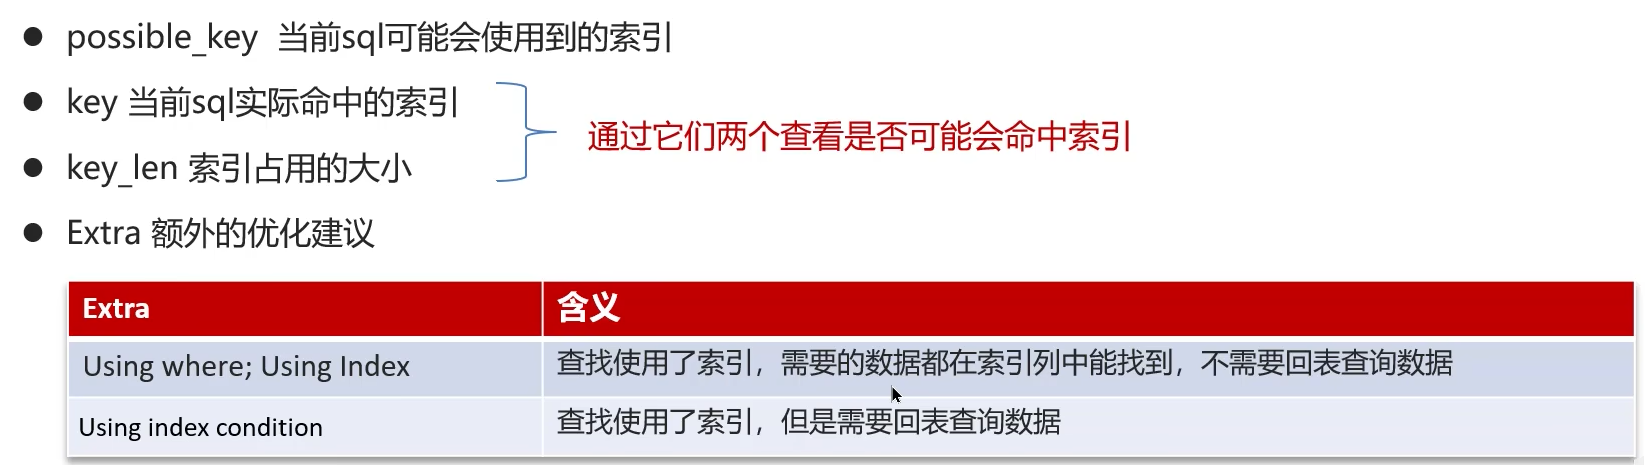 ● possible_key 当前sql可能会使用到的索引
● key 当前sql实际命中的索引
通过它们两个查看是否可能会命中索引
● key_len 索引占用的大小
● Extra 额外的优化建议
Extra 含义
Using where; Using Index 查找使用了索引，需要的数据都在索引列中能找到，不需要回表查询数据
Using index condition 查找使用了索引，但是需要回表查询数据